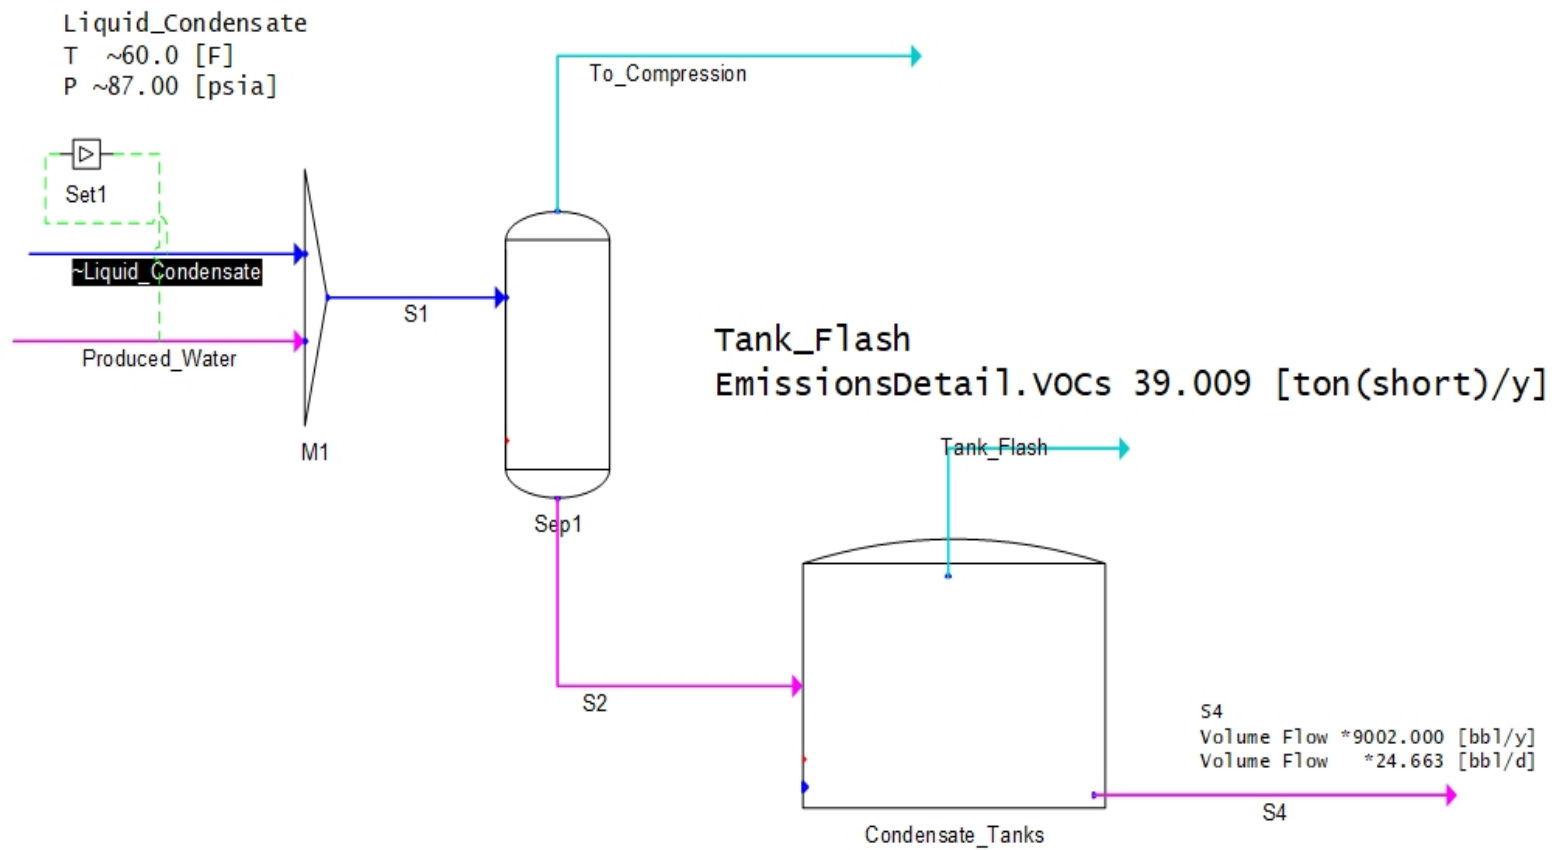 Liquid_Condensate
T ~60.0 [F]
P ~87.00 [psia]
To_Compression
Set1
~Liquid_Condensate
S1
Produced_Water
M1
Tank_Flash
EmissionsDetail.VOCs 39.009 [ton(short)/y]
Tank_Flash
Sep1
S2
S4
Volume Flow *9002.000 [bbl/y]
Volume Flow *24.663 [bbl/d]
S4
Condensate_Tanks